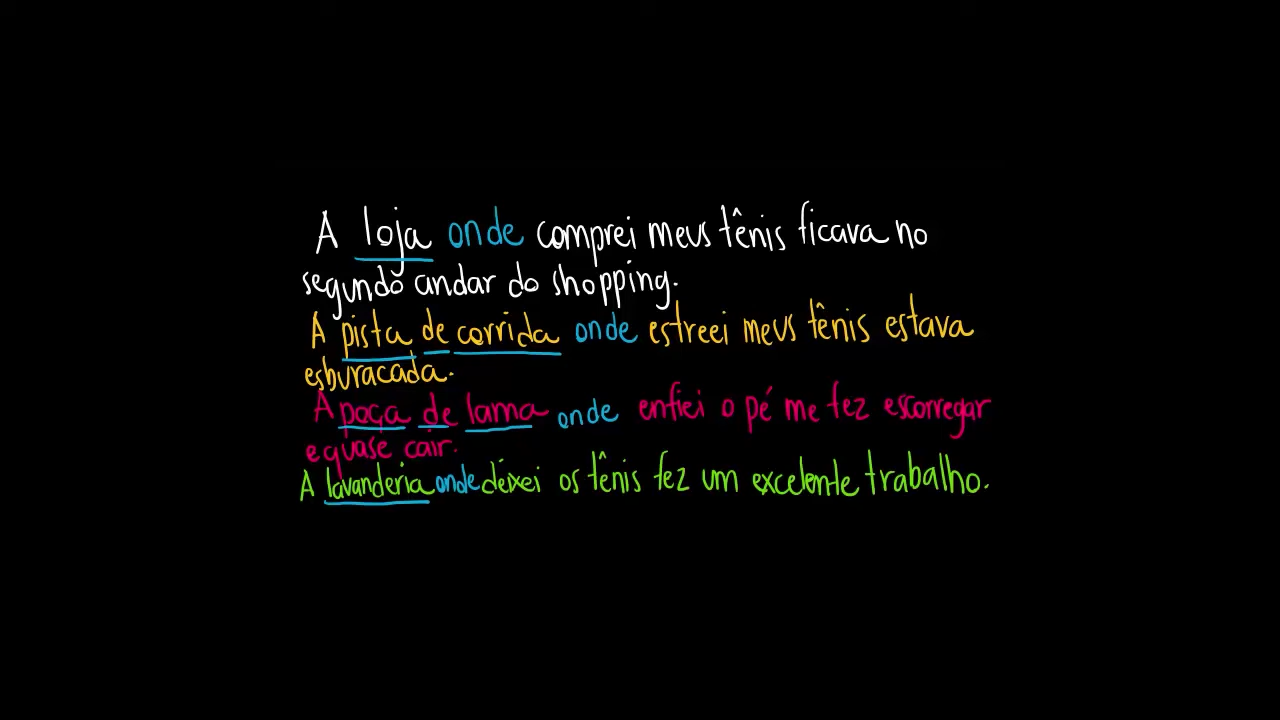 A loja onde comprei meus tênis ficava no
segundo andar do shopping.
A pista de corrida onde estreei meus tênis estava
esburacada.
A poça de lama onde enfiei o pé me fez escorregar
e quase cair.
A lavanderia onde deixei os tênis fez um excelente trabalho.